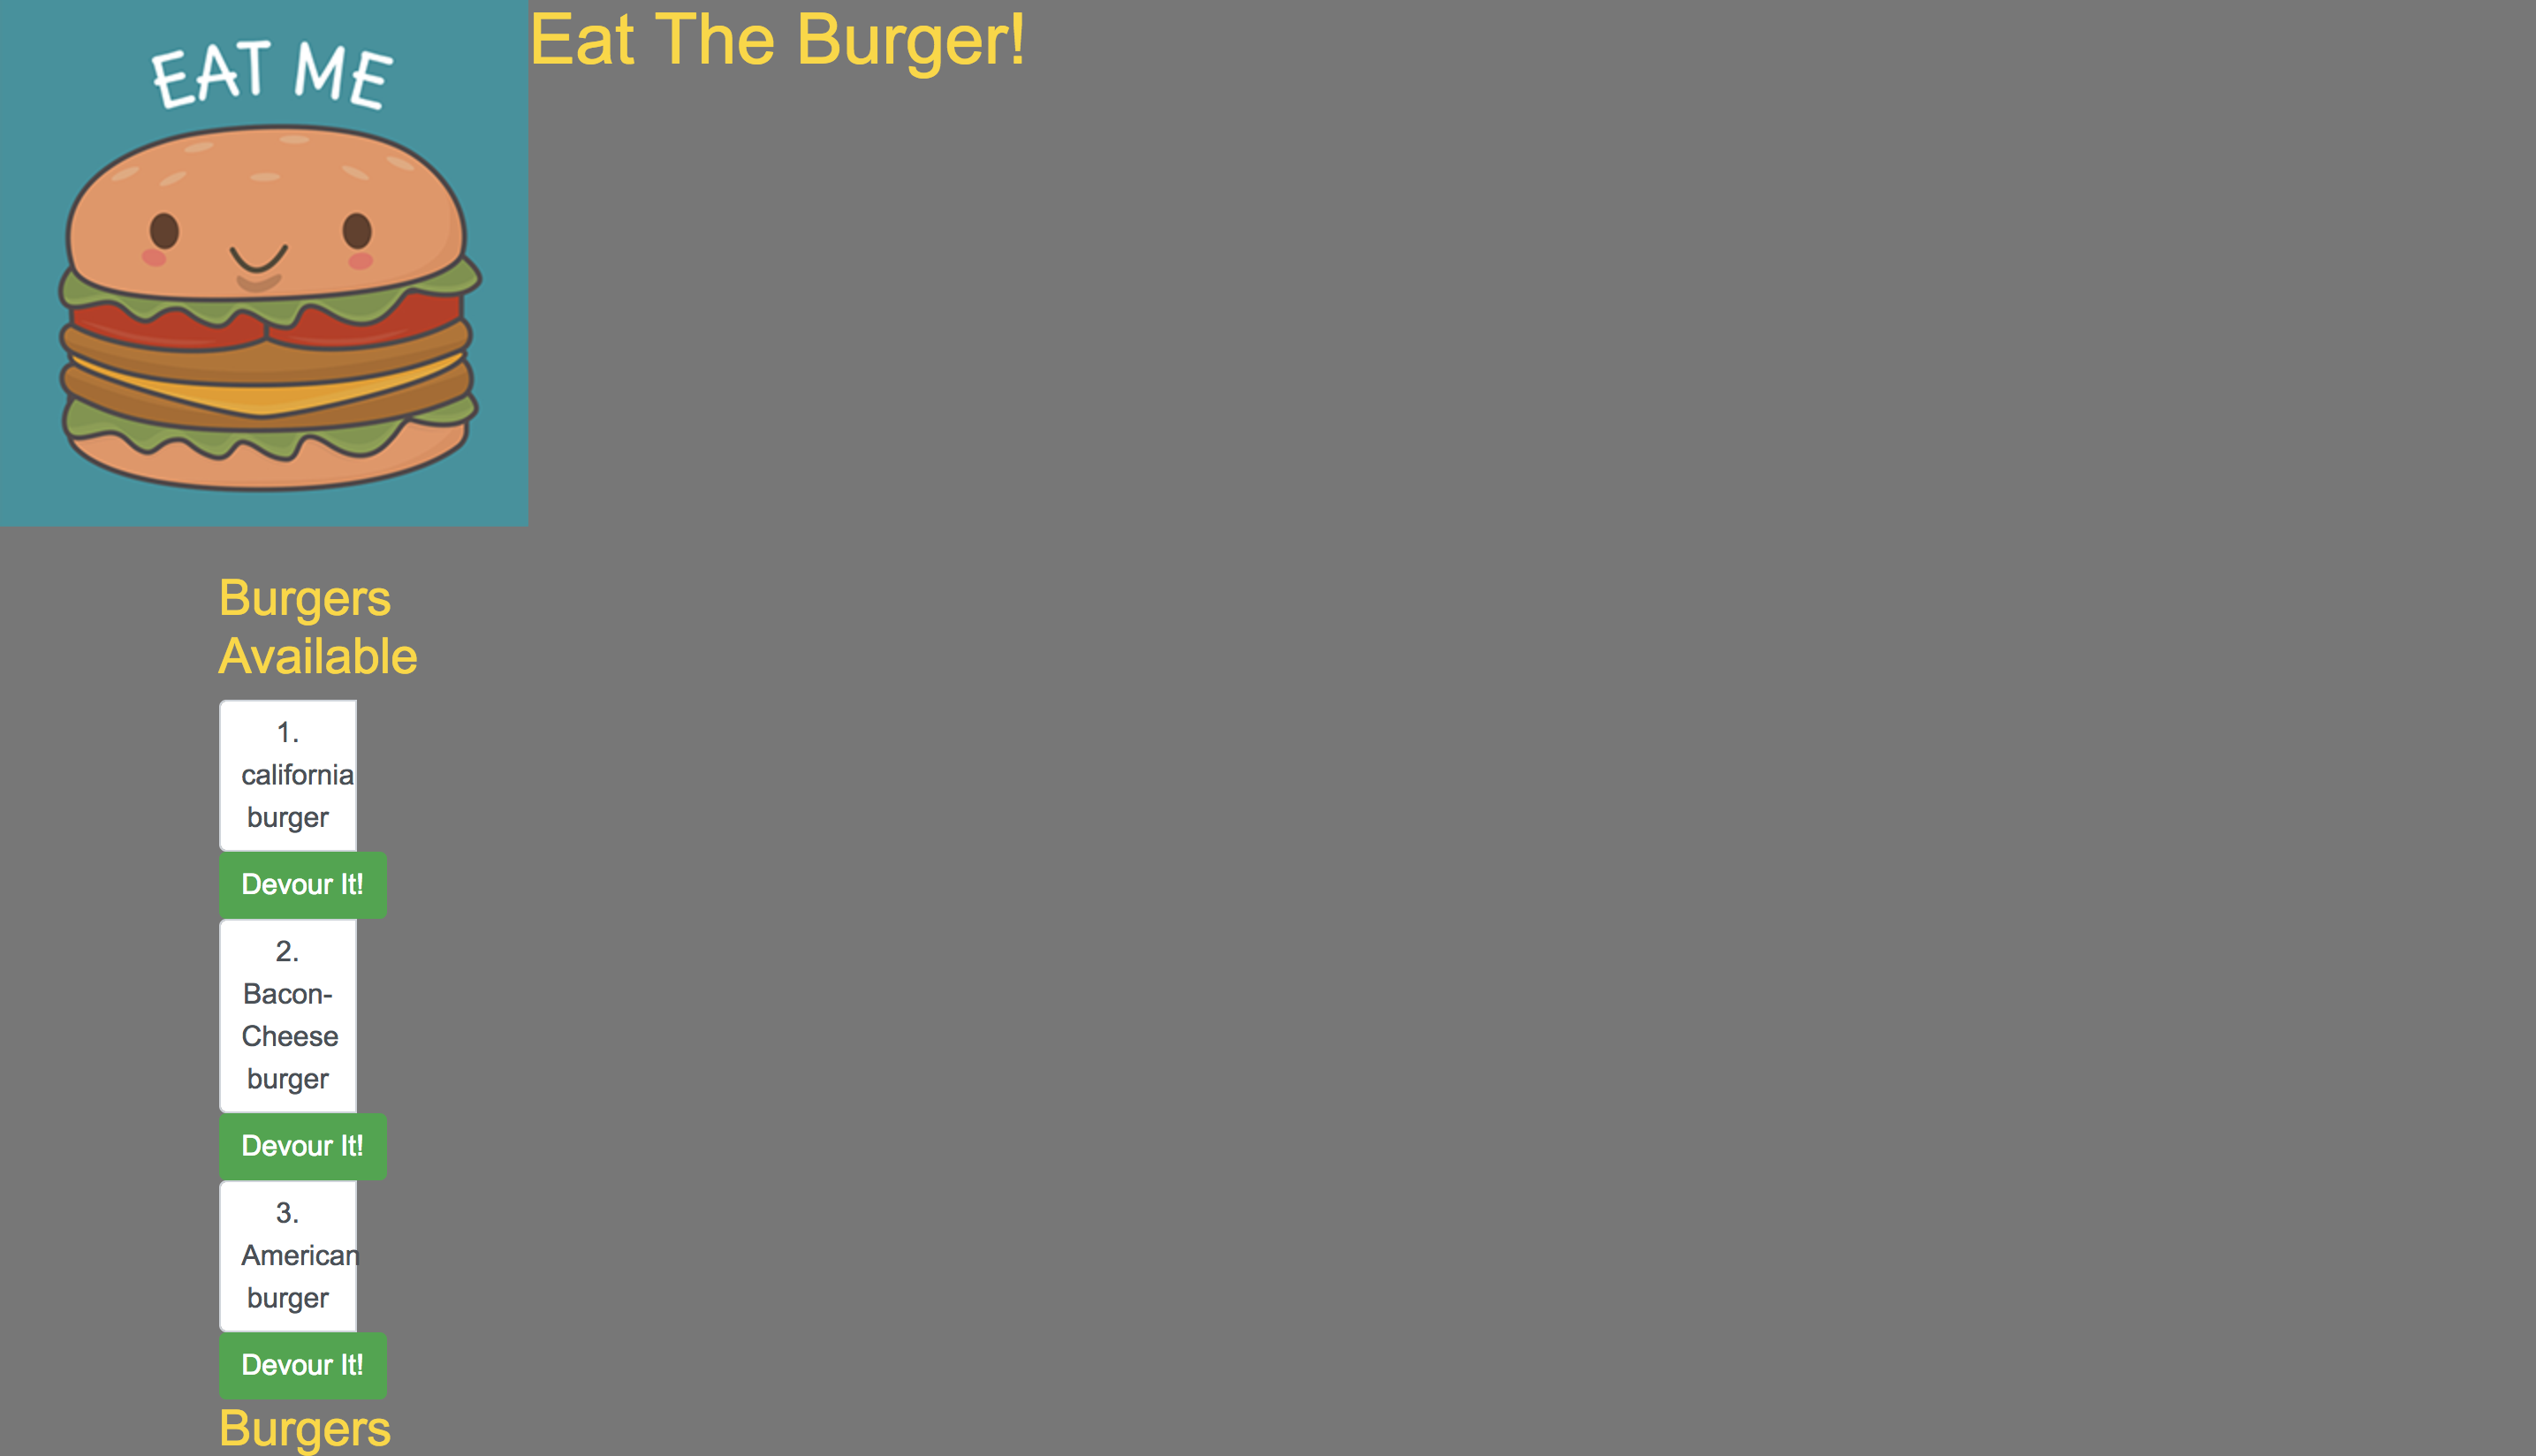 EAT ME
Eat The Burger!
Burgers
Available
1.
california
burger
Devour It!
2.
Bacon-
Cheese
burger
Devour It!
3.
American
burger
Devour It!
Burgers